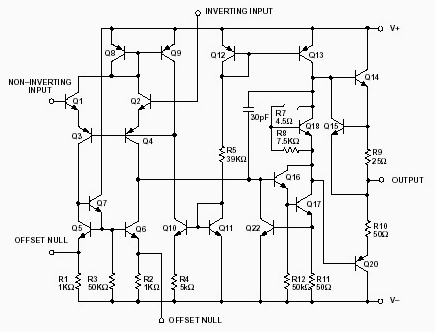 INVERTING INPUT
V+
Q8
Q9
Q12
Q13
Q14
NON–INVERTING
INPUT
Q1
Q2
30pF
R7
4.5Ω
Q18
Q15
R8
7.5KΩ
Q3
Q4
R5
39KΩ
R9
25Ω
Q16
OUTPUT
Q7
Q17
Q5
Q6
Q10
Q11
Q22
R10
50Ω
OFFSET NULL
Q20
R1
1KΩ
R3
50KΩ
R2
1KΩ
R4
5kΩ
R12
50kΩ
R11
50Ω
V–
OFFSET NULL